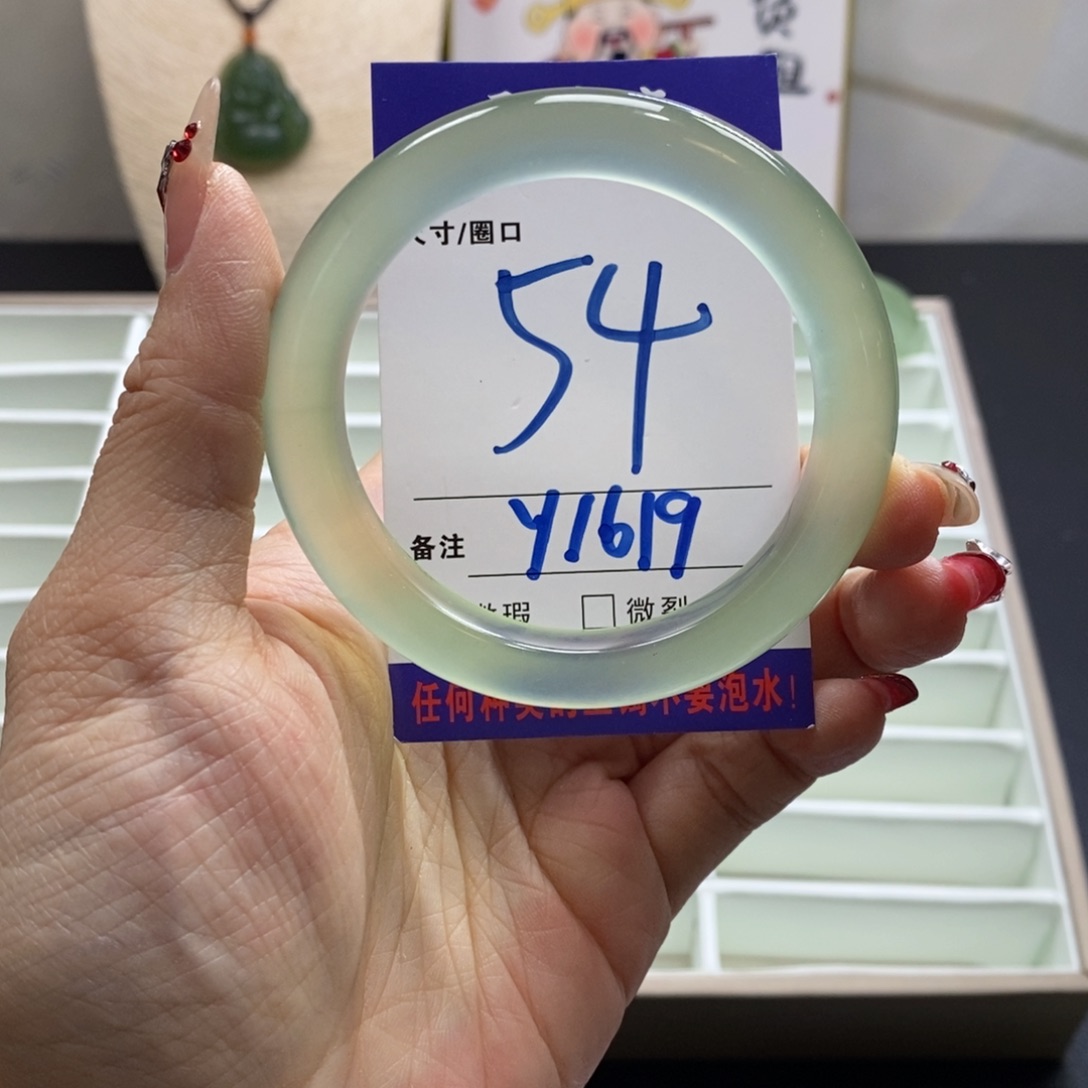 寸/圈口
54
备注 y1619
瑕 □ 微裂
任何种类的玉镯不要泡水!